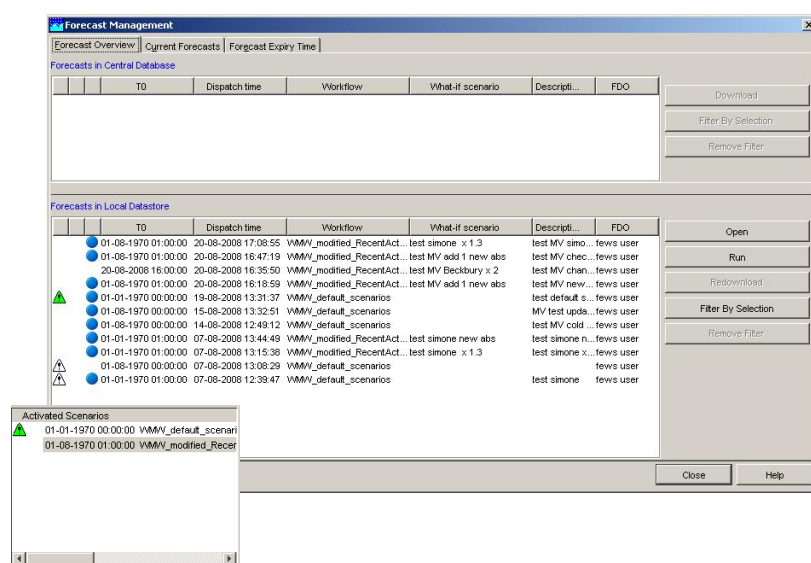 Forecast Management
Forecast Overview Current Forecasts Forecast Expiry Time
Forecasts in Central Database
T0 Dispatch time Workflow What-if scenario Descripti... FDO
Download
Filter By Selection
Remove Filter
Forecasts in Local Datastore
T0 Dispatch time Workflow What-if scenario Descripti... FDO
01-08-1970 01:00:00 20-08-2008 17:08:55 WMW_modified_RecentAct... test simone x 1.3 test MV simo... fews user
01-08-1970 01:00:00 20-08-2008 16:47:19 WMW_modified_RecentAct... test MV add 1 new abs test MV chec... fews user
20-08-2008 16:00:00 20-08-2008 16:35:50 WMW_modified_RecentAct... test MV Beckbury x 2 test MV chan... fews user
01-08-1970 01:00:00 20-08-2008 16:18:59 WMW_modified_RecentAct... test MV add 1 new abs test MV new... fews user
01-01-1970 00:00:00 19-08-2008 13:31:37 WMW_default_scenarios test default s... fews user
01-08-1970 00:00:00 15-08-2008 13:32:51 WMW_default_scenarios MV test upda... fews user
01-08-1970 00:00:00 14-08-2008 12:49:12 WMW_default_scenarios test MV cold ... fews user
01-01-1970 01:00:00 07-08-2008 13:44:49 WMW_modified_RecentAct... test simone new abs test simone n... fews user
01-01-1970 01:00:00 07-08-2008 13:15:38 WMW_modified_RecentAct... test simone x 1.3 test simone x... fews user
01-08-1970 00:00:00 07-08-2008 13:08:29 WMW_default_scenarios fews user
01-01-1970 01:00:00 07-08-2008 12:39:47 WMW_default_scenarios test simone fews user
Open
Run
Redownload
Filter By Selection
Remove Filter
Activated Scenarios
01-01-1970 00:00:00 WMW_default_scenari
01-08-1970 01:00:00 WMW_modified_Recer
Close Help